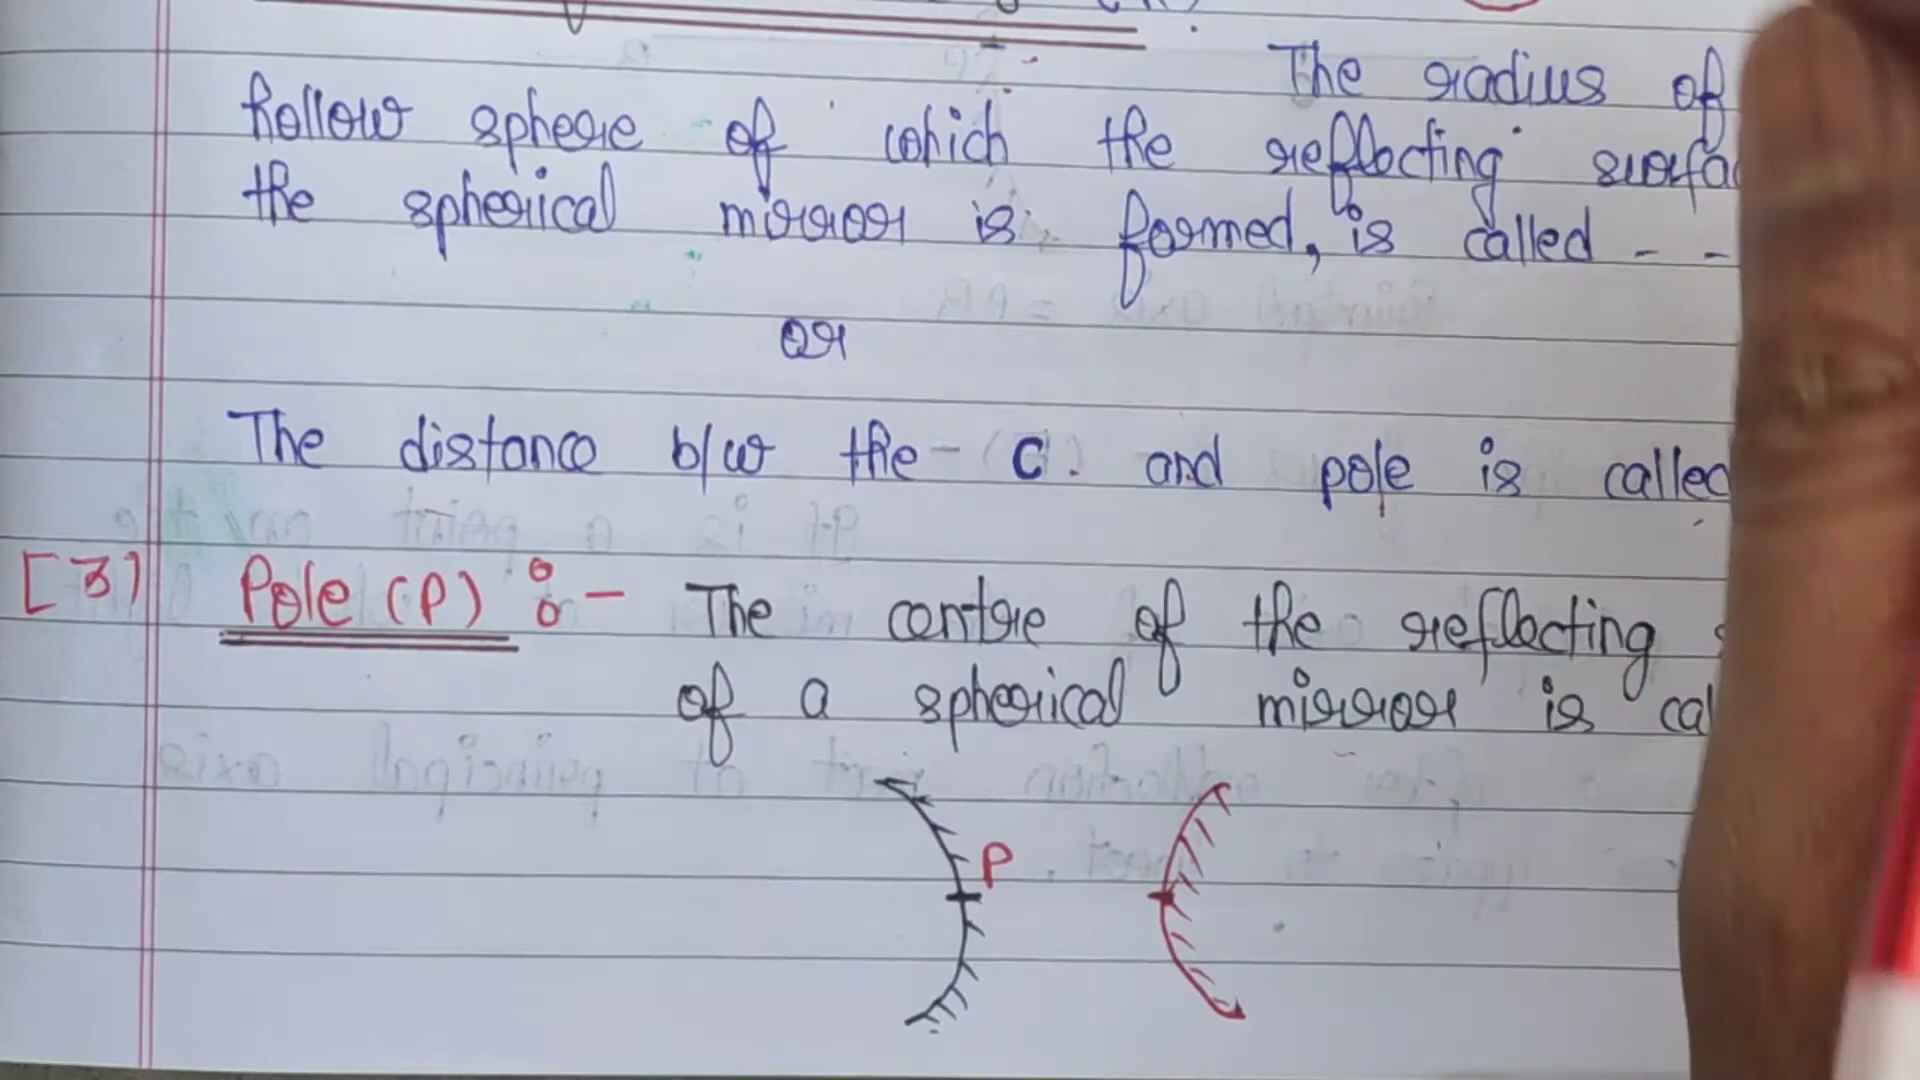 The radius of
hollow sphere of which the reflecting surfa
the spherical mirror is formed, is called - -
OR
The distance b/w the - C. and pole is called
[3] Pole (P) :- The centre of the reflecting
of a spherical mirror is cal
P